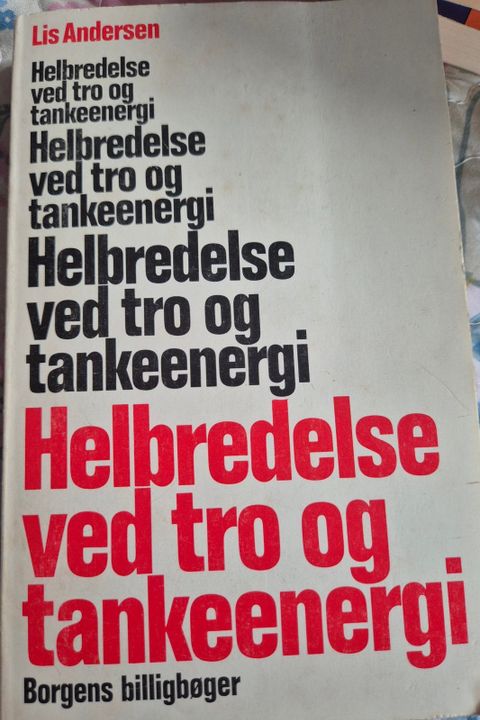 Lis Andersen
Helbredelse
ved tro og
tankeenergi
Helbredelse
ved tro og
tankeenergi
Helbredelse
ved tro og
tankeenergi
Helbredelse
ved tro og
tankeenergi
Borgens billigbøger